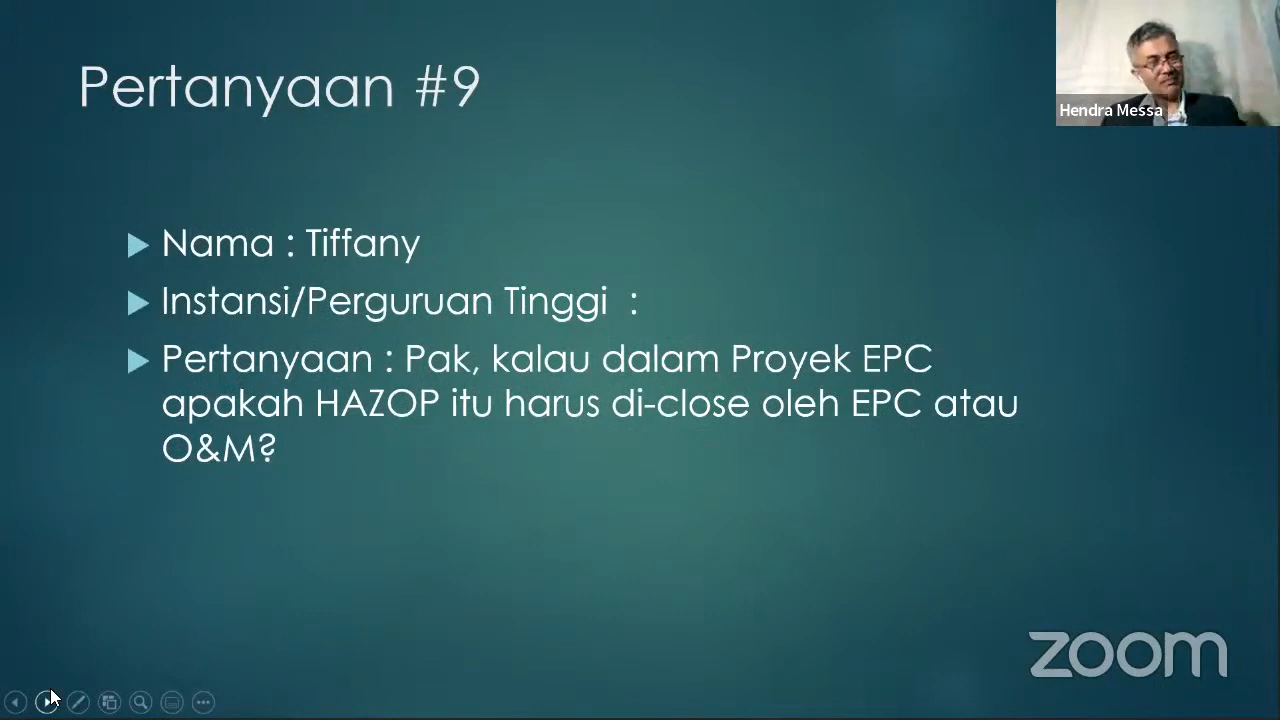 Pertanyaan #9
Hendra Messa
Nama : Tiffany
Instansi/Perguruan Tinggi :
Pertanyaan : Pak, kalau dalam Proyek EPC
apakah HAZOP itu harus di-close oleh EPC atau
O&M?
zoom